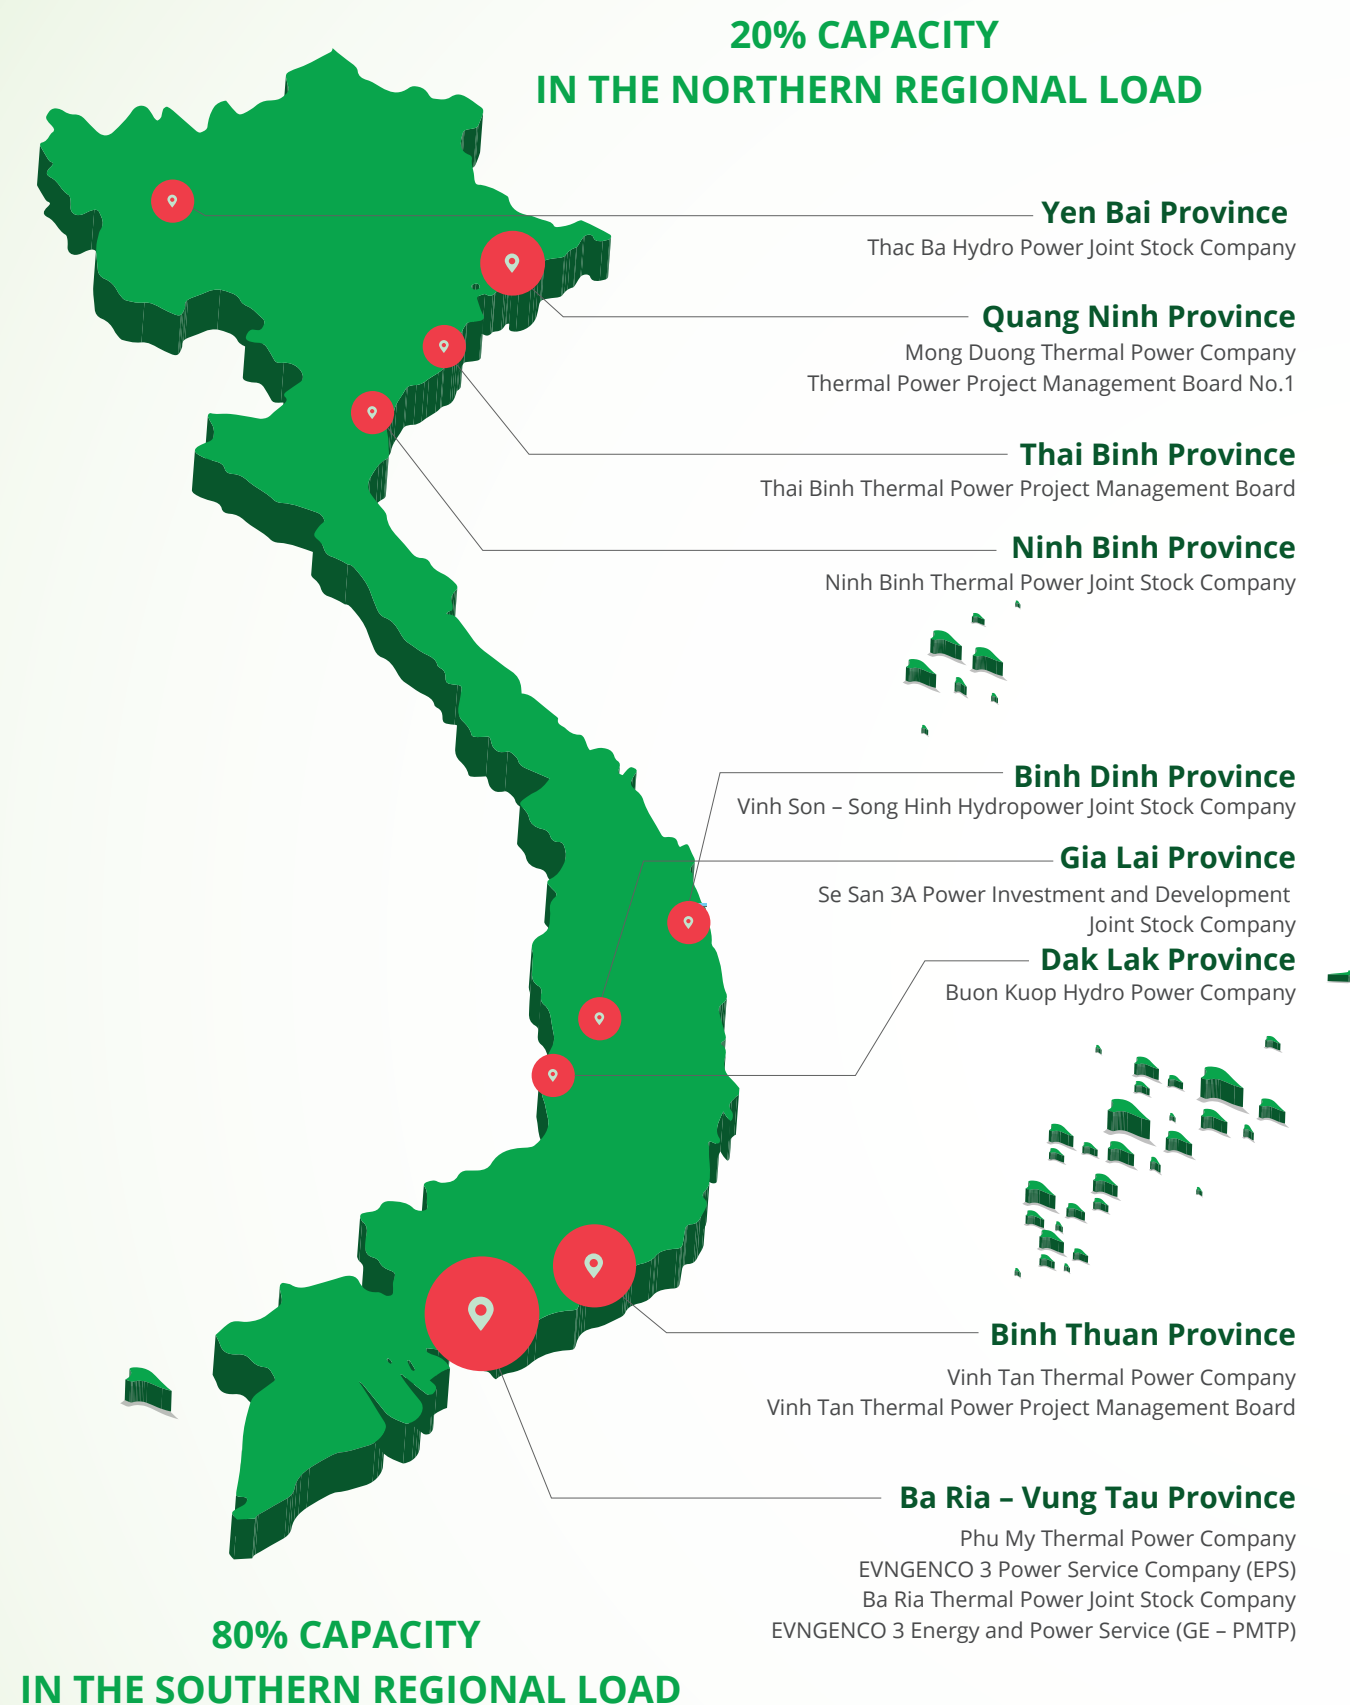 20% CAPACITY
IN THE NORTHERN REGIONAL LOAD
Yen Bai Province
Thac Ba Hydro Power Joint Stock Company
Quang Ninh Province
Mong Duong Thermal Power Company
Thermal Power Project Management Board No.1
Thai Binh Province
Thai Binh Thermal Power Project Management Board
Ninh Binh Province
Ninh Binh Thermal Power Joint Stock Company
Binh Dinh Province
Vinh Son – Song Hinh Hydropower Joint Stock Company
Gia Lai Province
Se San 3A Power Investment and Development
Joint Stock Company
Dak Lak Province
Buon Kuop Hydro Power Company
Binh Thuan Province
Vinh Tan Thermal Power Company
Vinh Tan Thermal Power Project Management Board
Ba Ria – Vung Tau Province
Phu My Thermal Power Company
EVNGENCO 3 Power Service Company (EPS)
Ba Ria Thermal Power Joint Stock Company
EVNGENCO 3 Energy and Power Service (GE – PMTP)
80% CAPACITY
IN THE SOUTHERN REGIONAL LOAD